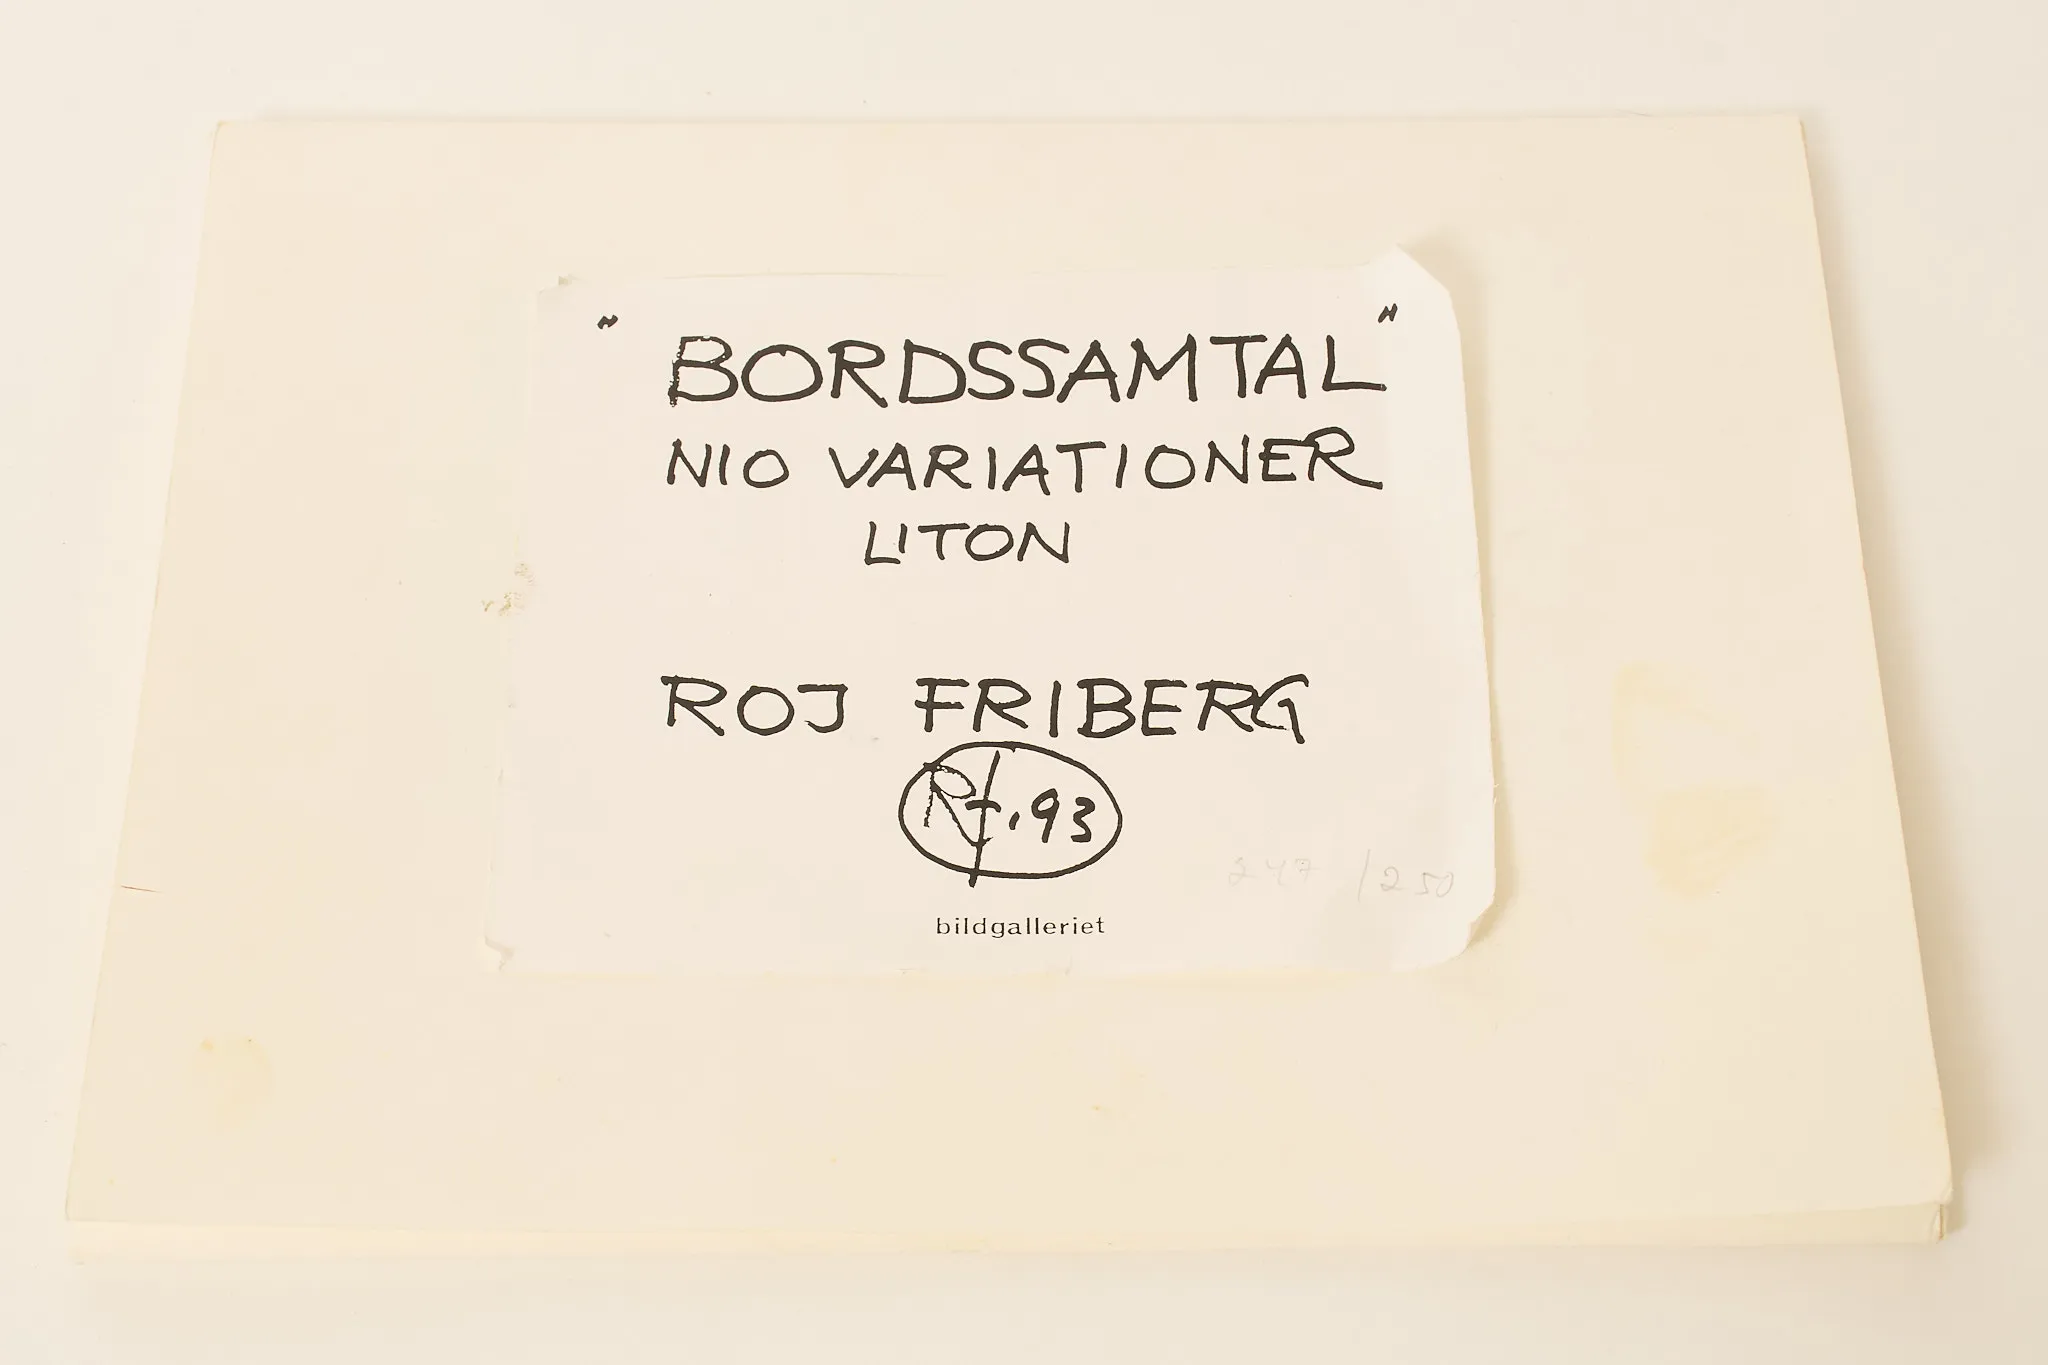 "BORDSSAMTAL"
NIO VARIATIONER
LITON
ROJ FRIBERG
Rf. 93
247 / 250
bildgalleriet